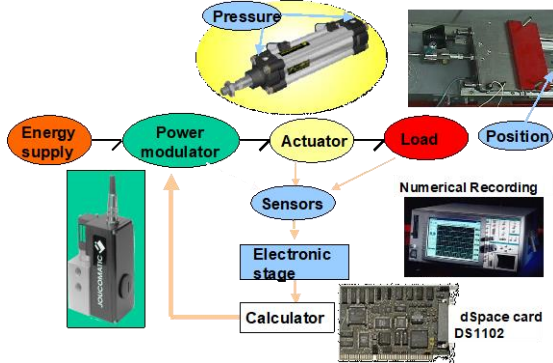 Pressure
Energy
supply
Power
modulator
Actuator
Load
Position
Sensors
Numerical Recording
JOUCOMATIC
Electronic
stage
Calculator
dSpace card
DS1102